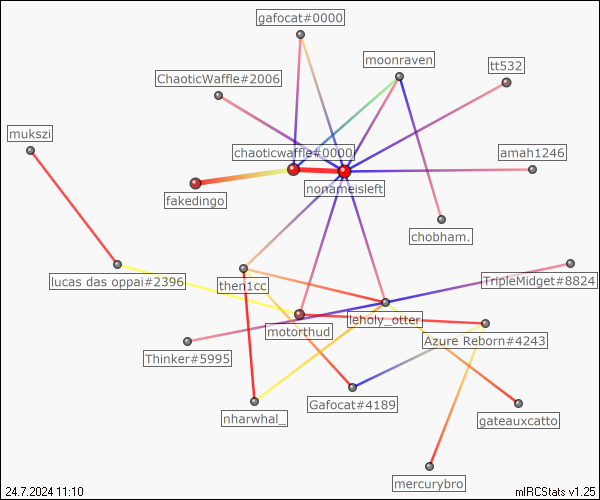 gafocat#0000
moonraven
ChaoticWaffle#2006
tt532
mukszi
chaoticwaffle#0000
amah1246
nonameisleft
fakedingo
chobham.
lucas das oppai#2396
then1cc
TripleMidget#8824
leholy_otter
motorthud
Azure Reborn#4243
Thinker#5995
Gafocat#4189
nharwhal_
gateauxcatto
mercurybro
24.7.2024 11:10
mIRCStats v1.25